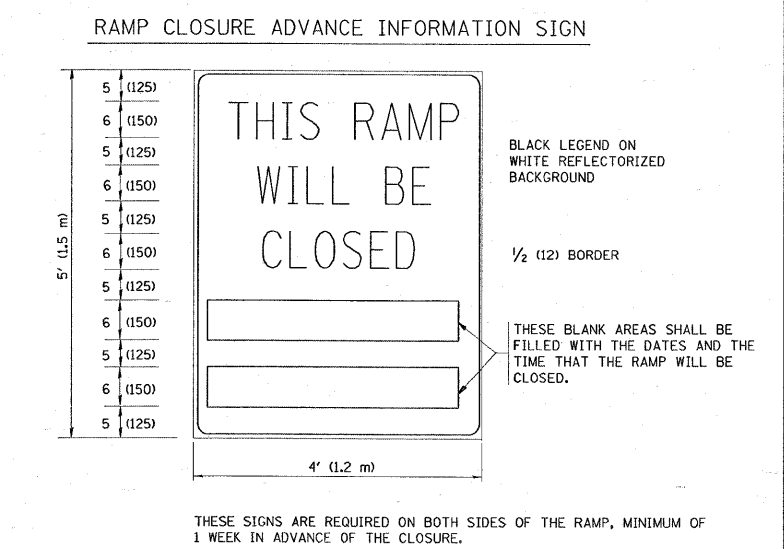 RAMP CLOSURE ADVANCE INFORMATION SIGN
5 (125)
6 (150)
5 (125)
6 (150)
5 (125)
6 (150)
5 (125)
6 (150)
5 (125)
6 (150)
5 (125)
5' (1.5 m)
THIS RAMP
WILL BE
CLOSED
BLACK LEGEND ON
WHITE REFLECTORIZED
BACKGROUND
1/2 (12) BORDER
THESE BLANK AREAS SHALL BE
FILLED WITH THE DATES AND THE
TIME THAT THE RAMP WILL BE
CLOSED.
4' (1.2 m)
THESE SIGNS ARE REQUIRED ON BOTH SIDES OF THE RAMP, MINIMUM OF
1 WEEK IN ADVANCE OF THE CLOSURE.